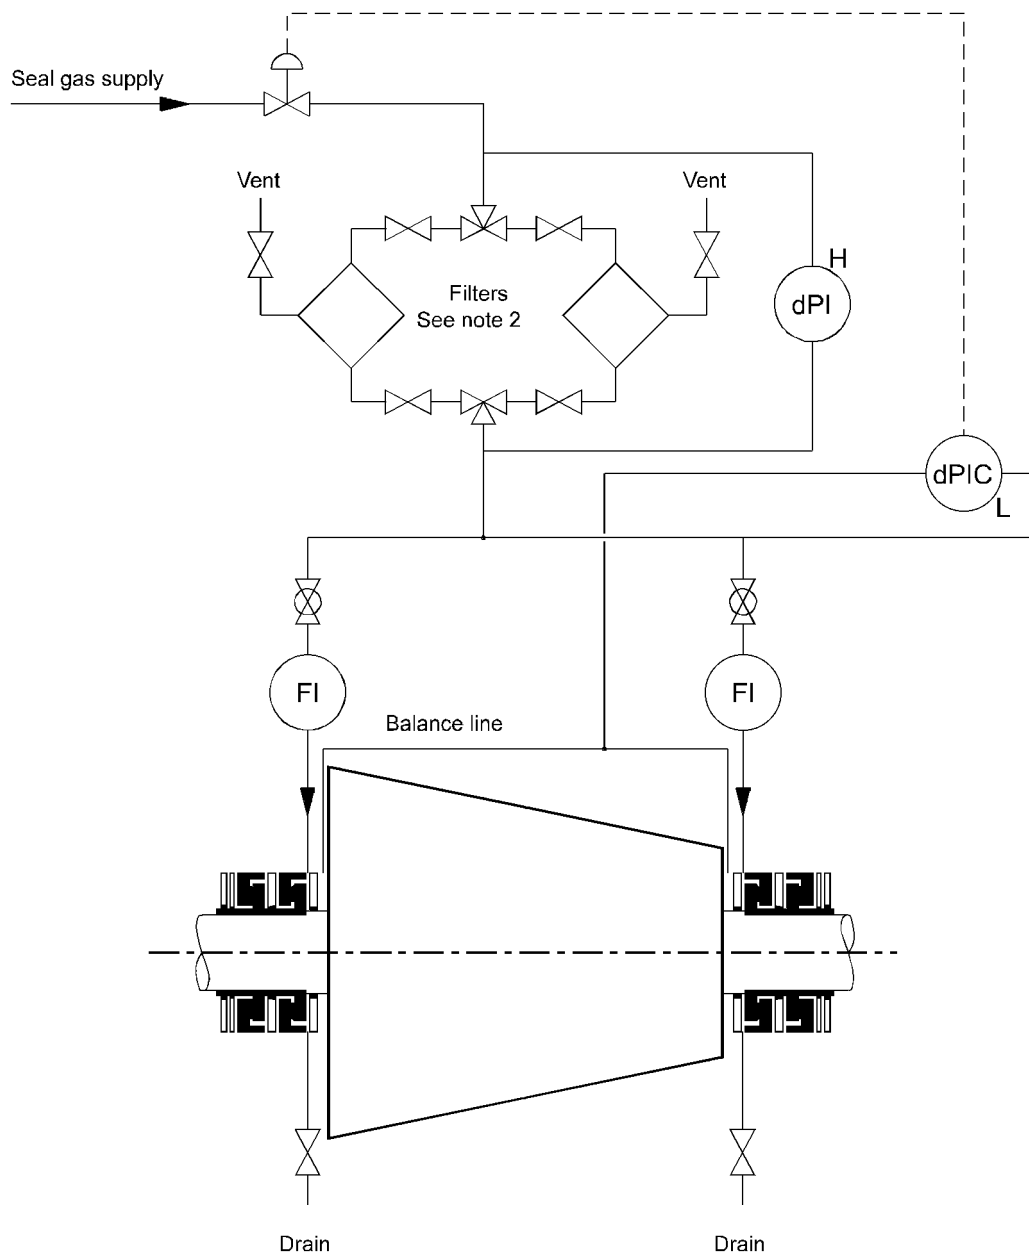 Seal gas supply
Vent
Vent
H
Filters
See note 2
dPI
dPIC
L
FI
FI
Balance line
Drain
Drain